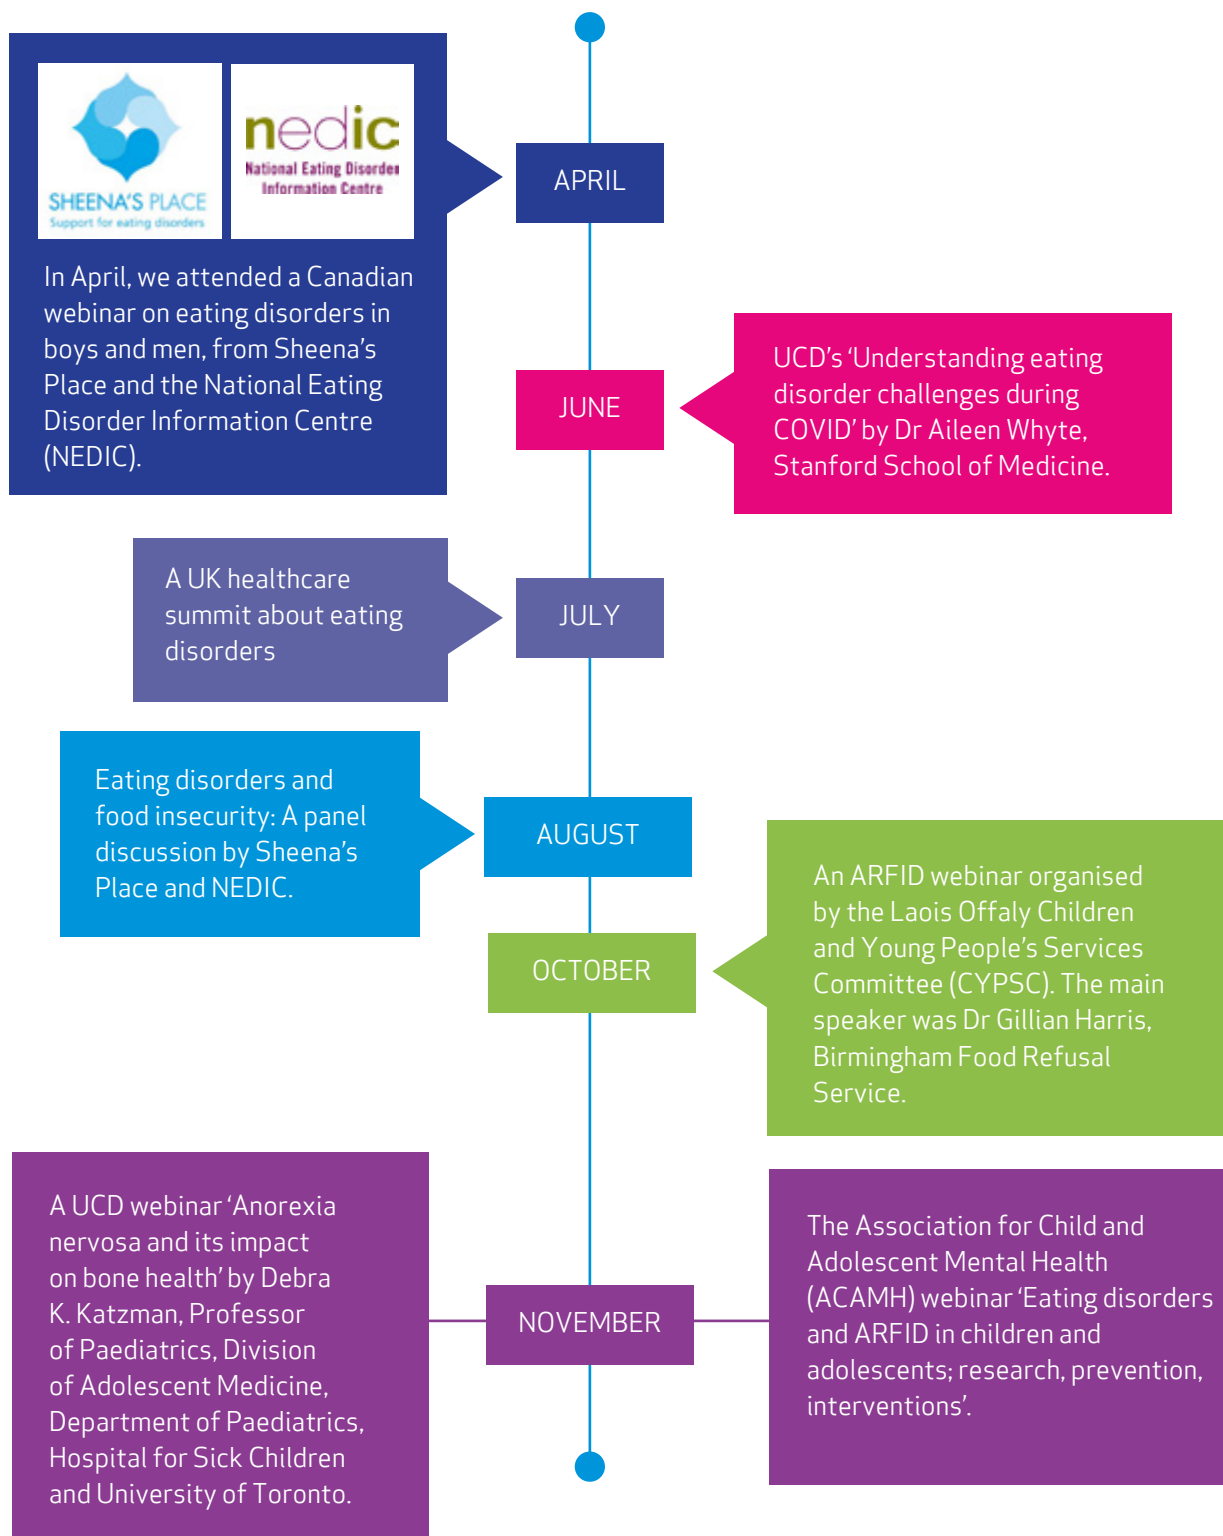 SHEENA'S PLACE
Support for eating disorders
nedic
National Eating Disorder
Information Centre
In April, we attended a Canadian
webinar on eating disorders in
boys and men, from Sheena’s
Place and the National Eating
Disorder Information Centre
(NEDIC).
APRIL
JUNE
UCD’s ‘Understanding eating
disorder challenges during
COVID’ by Dr Aileen Whyte,
Stanford School of Medicine.
A UK healthcare
summit about eating
disorders
JULY
Eating disorders and
food insecurity: A panel
discussion by Sheena’s
Place and NEDIC.
AUGUST
OCTOBER
An ARFID webinar organised
by the Laois Offaly Children
and Young People’s Services
Committee (CYPSC). The main
speaker was Dr Gillian Harris,
Birmingham Food Refusal
Service.
A UCD webinar ‘Anorexia
nervosa and its impact
on bone health’ by Debra
K. Katzman, Professor
of Paediatrics, Division
of Adolescent Medicine,
Department of Paediatrics,
Hospital for Sick Children
and University of Toronto.
NOVEMBER
The Association for Child and
Adolescent Mental Health
(ACAMH) webinar ‘Eating disorders
and ARFID in children and
adolescents; research, prevention,
interventions’.